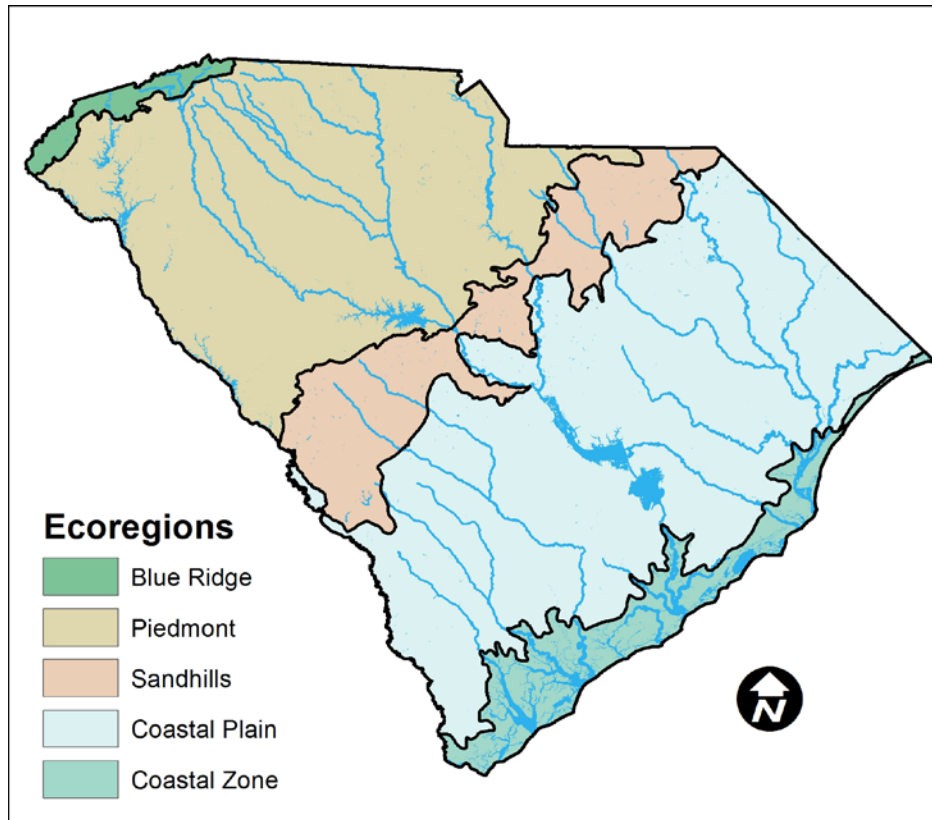 Ecoregions
Blue Ridge
Piedmont
Sandhills
Coastal Plain
Coastal Zone
N